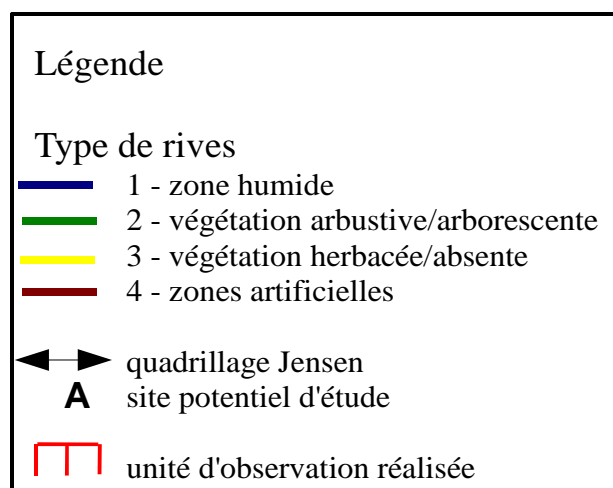 Légende
Type de rives
1 - zone humide
2 - végétation arbustive/arborescente
3 - végétation herbacée/absente
4 - zones artificielles
quadrillage Jensen
A site potentiel d'étude
unité d'observation réalisée